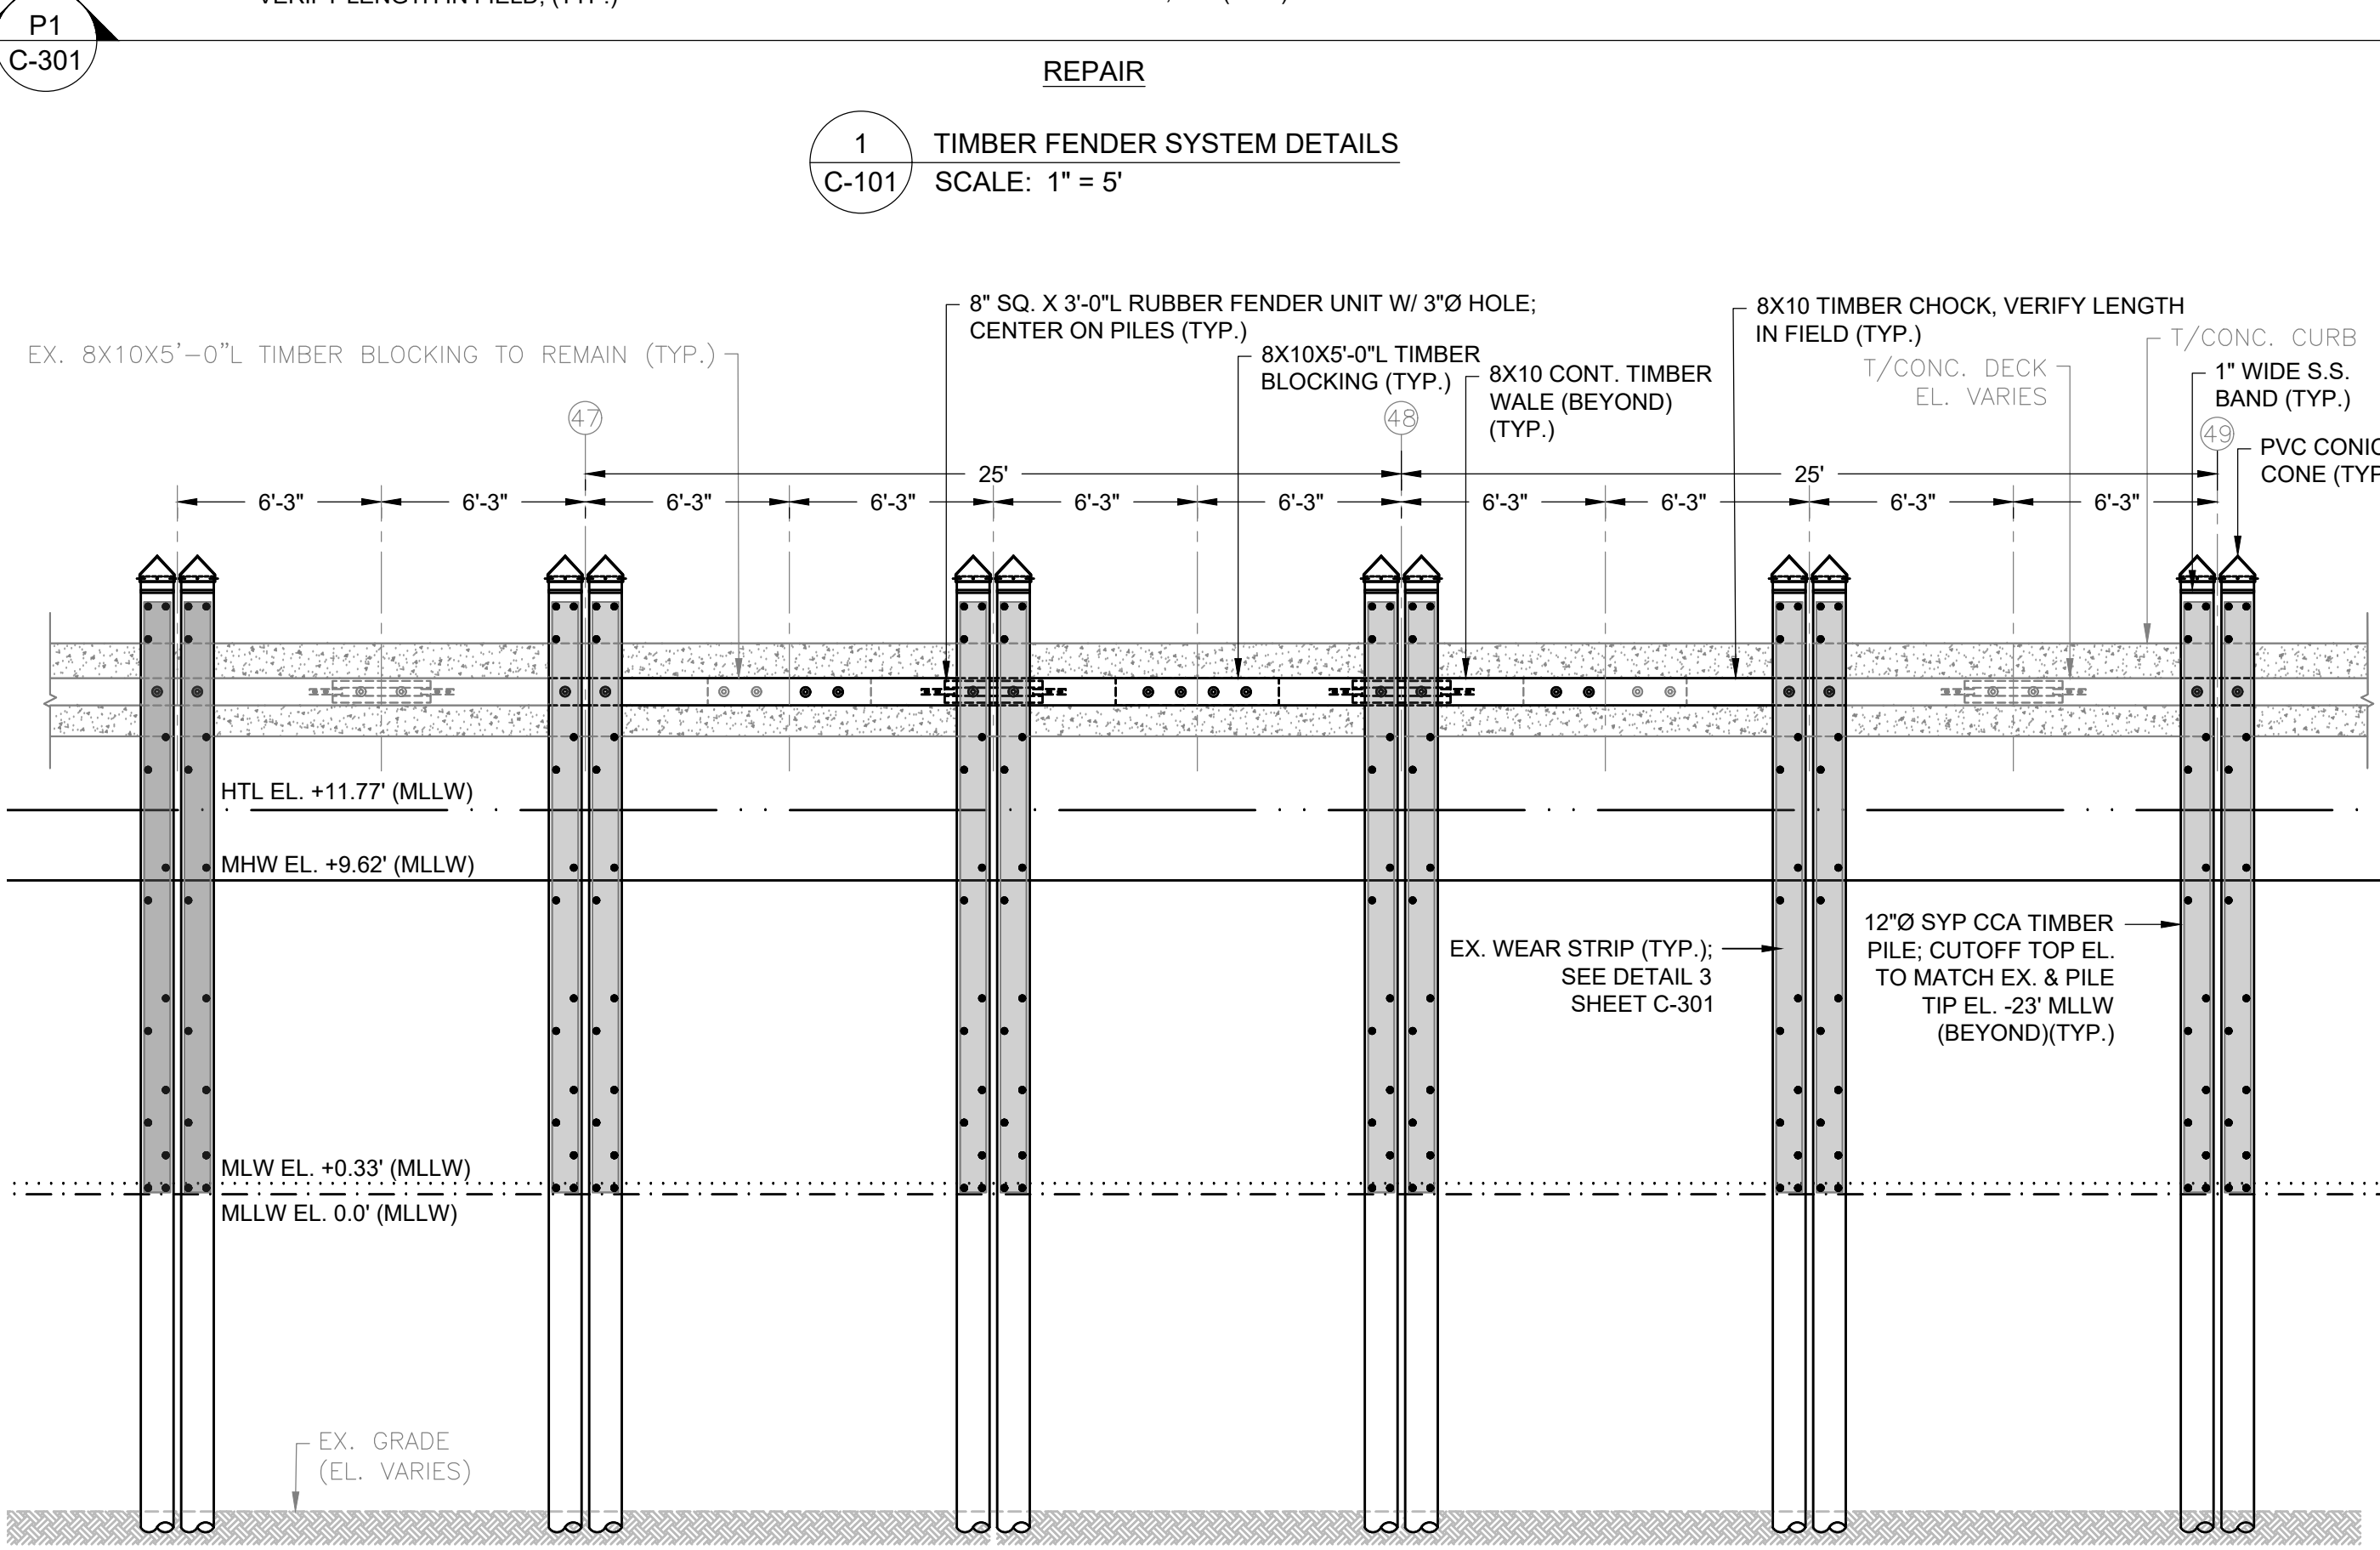 P1
C-301
VERIFY LENGTH IN FIELD, (TYP.)
REPAIR
1
C-101
TIMBER FENDER SYSTEM DETAILS
SCALE: 1" = 5'
8" SQ. X 3'-0"L RUBBER FENDER UNIT W/ 3"Ø HOLE;
CENTER ON PILES (TYP.)
8X10 TIMBER CHOCK, VERIFY LENGTH
IN FIELD (TYP.)
EX. 8X10X5'-0"L TIMBER BLOCKING TO REMAIN (TYP.)
8X10X5'-0"L TIMBER
BLOCKING (TYP.)
8X10 CONT. TIMBER
WALE (BEYOND)
(TYP.)
T/CONC. DECK
EL. VARIES
T/CONC. CURB
1" WIDE S.S.
BAND (TYP.)
PVC CONIC
CONE (TYP
47
48
49
25'
25'
6'-3"
6'-3"
6'-3"
6'-3"
6'-3"
6'-3"
6'-3"
6'-3"
6'-3"
6'-3"
HTL EL. +11.77' (MLLW)
MHW EL. +9.62' (MLLW)
EX. WEAR STRIP (TYP.);
SEE DETAIL 3
SHEET C-301
12"Ø SYP CCA TIMBER
PILE; CUTOFF TOP EL.
TO MATCH EX. & PILE
TIP EL. -23' MLLW
(BEYOND)(TYP.)
MLW EL. +0.33' (MLLW)
MLLW EL. 0.0' (MLLW)
EX. GRADE
(EL. VARIES)